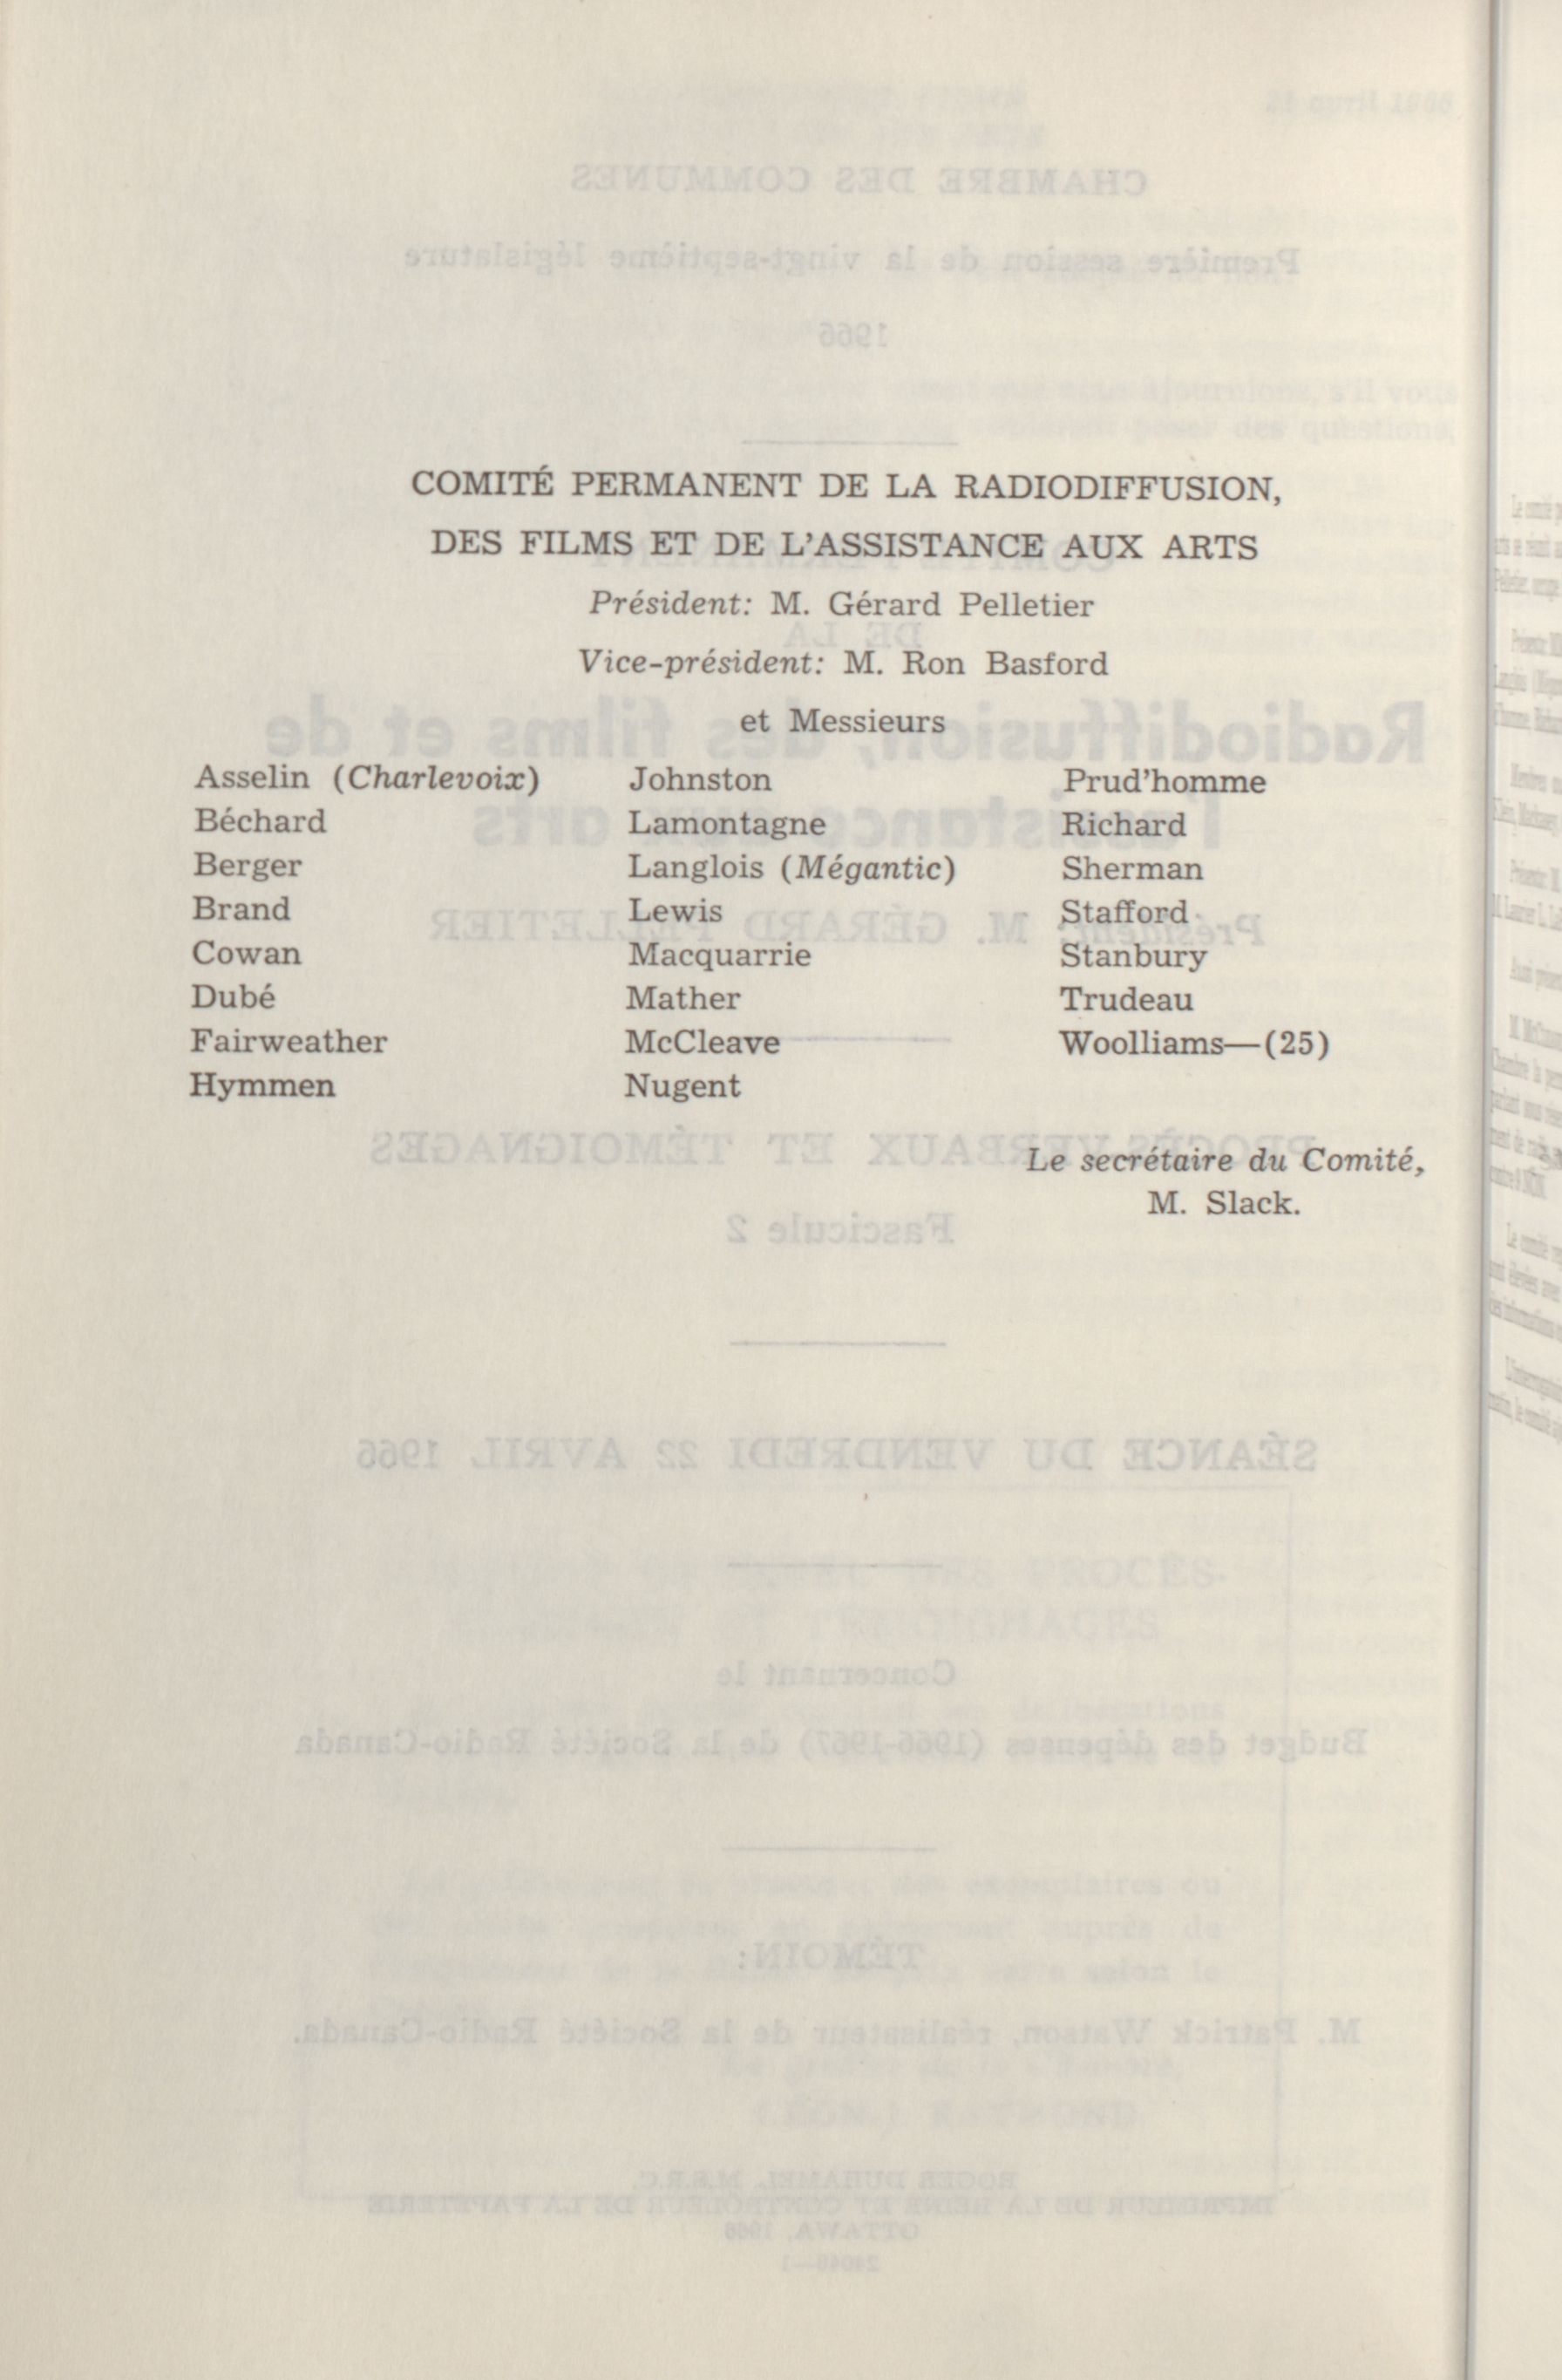 COMITÉ PERMANENT DE LA RADIODIFFUSION,
DES FILMS ET DE L'ASSISTANCE AUX ARTS
Président: M. Gérard Pelletier
Vice-président: M. Ron Basford
et Messieurs
Asselin (Charlevoix)
Béchard
Berger
Brand
Cowan
Dubé
Fairweather
Hymmen
Johnston
Lamontagne
Langlois (Mégantic)
Lewis
Macquarrie
Mather
McCleave
Nugent
Prud'homme
Richard
Sherman
Stafford
Stanbury
Trudeau
Woolliams—(25)
Le secrétaire du Comité,
M. Slack.